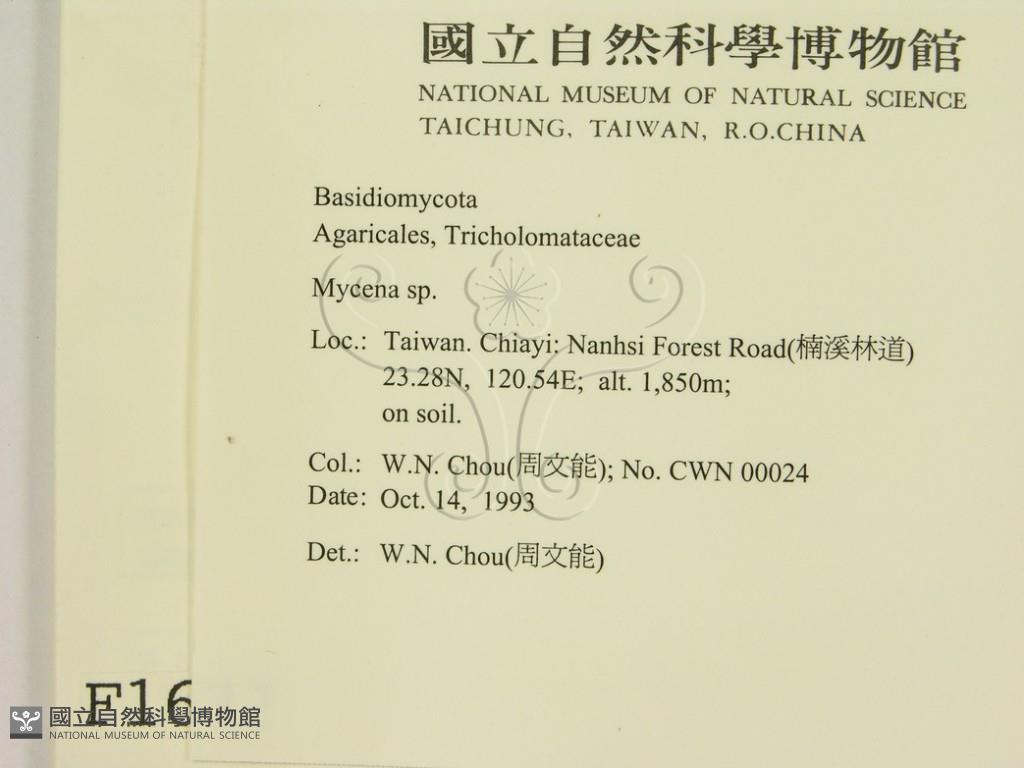 國立自然科學博物館
NATIONAL MUSEUM OF NATURAL SCIENCE
TAICHUNG, TAIWAN, R.O.CHINA
Basidiomycota
Agaricales, Tricholomataceae
Mycena sp.
Loc.: Taiwan. Chiayi: Nanhsi Forest Road(楠溪林道)
23.28N, 120.54E; alt. 1,850m;
on soil.
Col.: W.N. Chou(周文能); No. CWN 00024
Date: Oct. 14, 1993
Det.: W.N. Chou(周文能)
F16
國立自然科學博物館
NATIONAL MUSEUM OF NATURAL SCIENCE